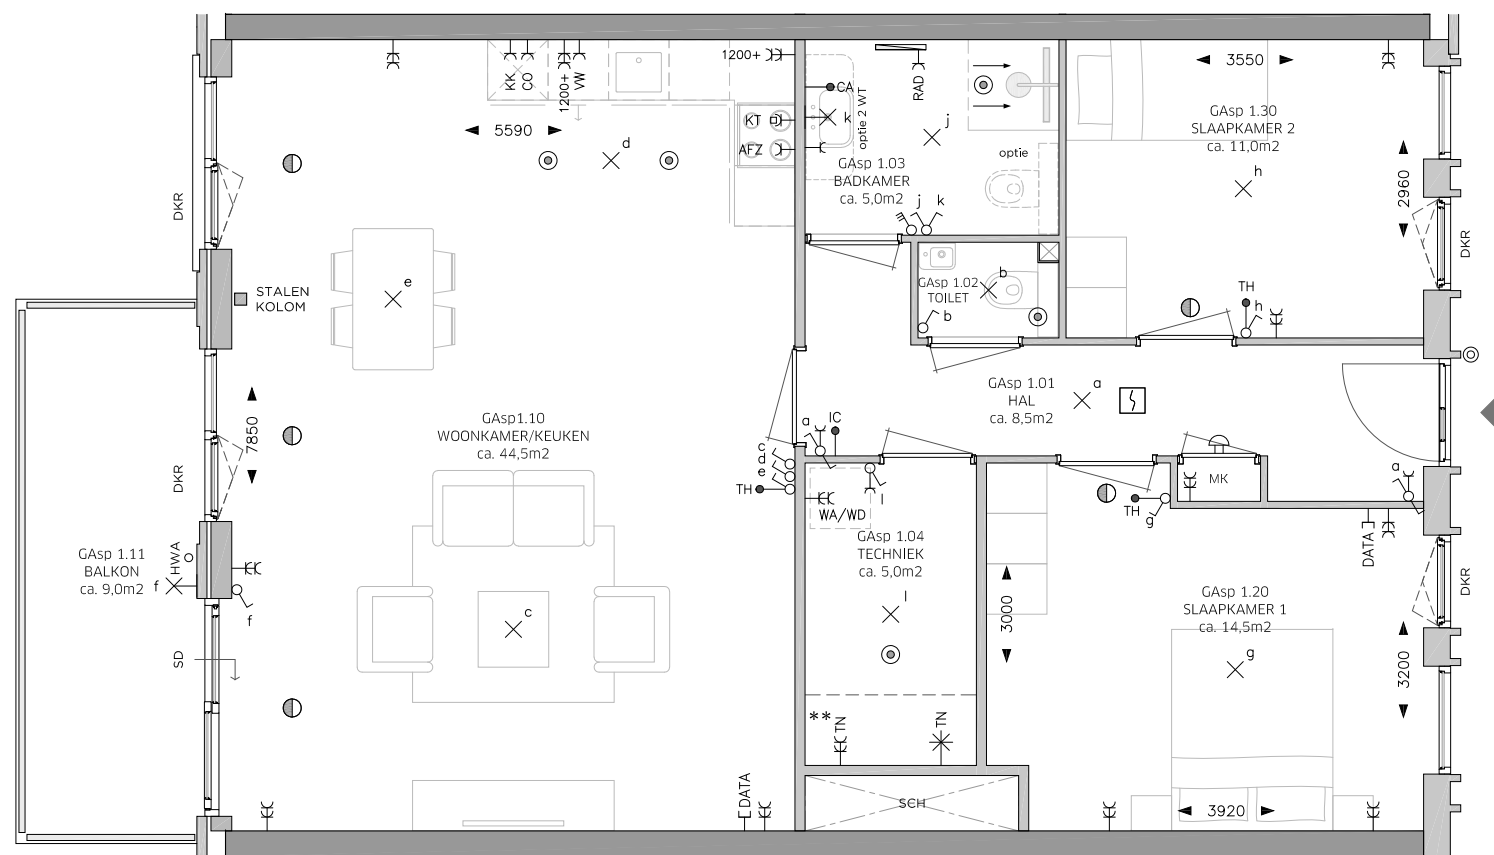 KK
CO
1200+
VW
1200+
RAD
3550
5590
d
KT
AFZ
CA
k
optie 2 WT
j
optie
GAsp 1.03
BADKAMER
ca. 5,0m2
j
k
GAsp 1.30
SLAAPKAMER 2
ca. 11,0m2
h
2960
DKR
DKR
STALEN
KOLOM
e
GAsp 1.02
TOILET
b
b
TH
h
7850
DKR
GAsp1.10
WOONKAMER/KEUKEN
ca. 44,5m2
GAsp 1.01
HAL
ca. 8,5m2
a
a
IC
c
d
e
TH
WA/WD
l
MK
a
TH
g
DATA
DKR
GAsp 1.11
BALKON
ca. 9,0m2
HWA
f
f
SD
c
GAsp 1.04
TECHNIEK
ca. 5,0m2
l
3000
GAsp 1.20
SLAAPKAMER 1
ca. 14,5m2
g
3200
**
TN
TN
DATA
SCH
3920